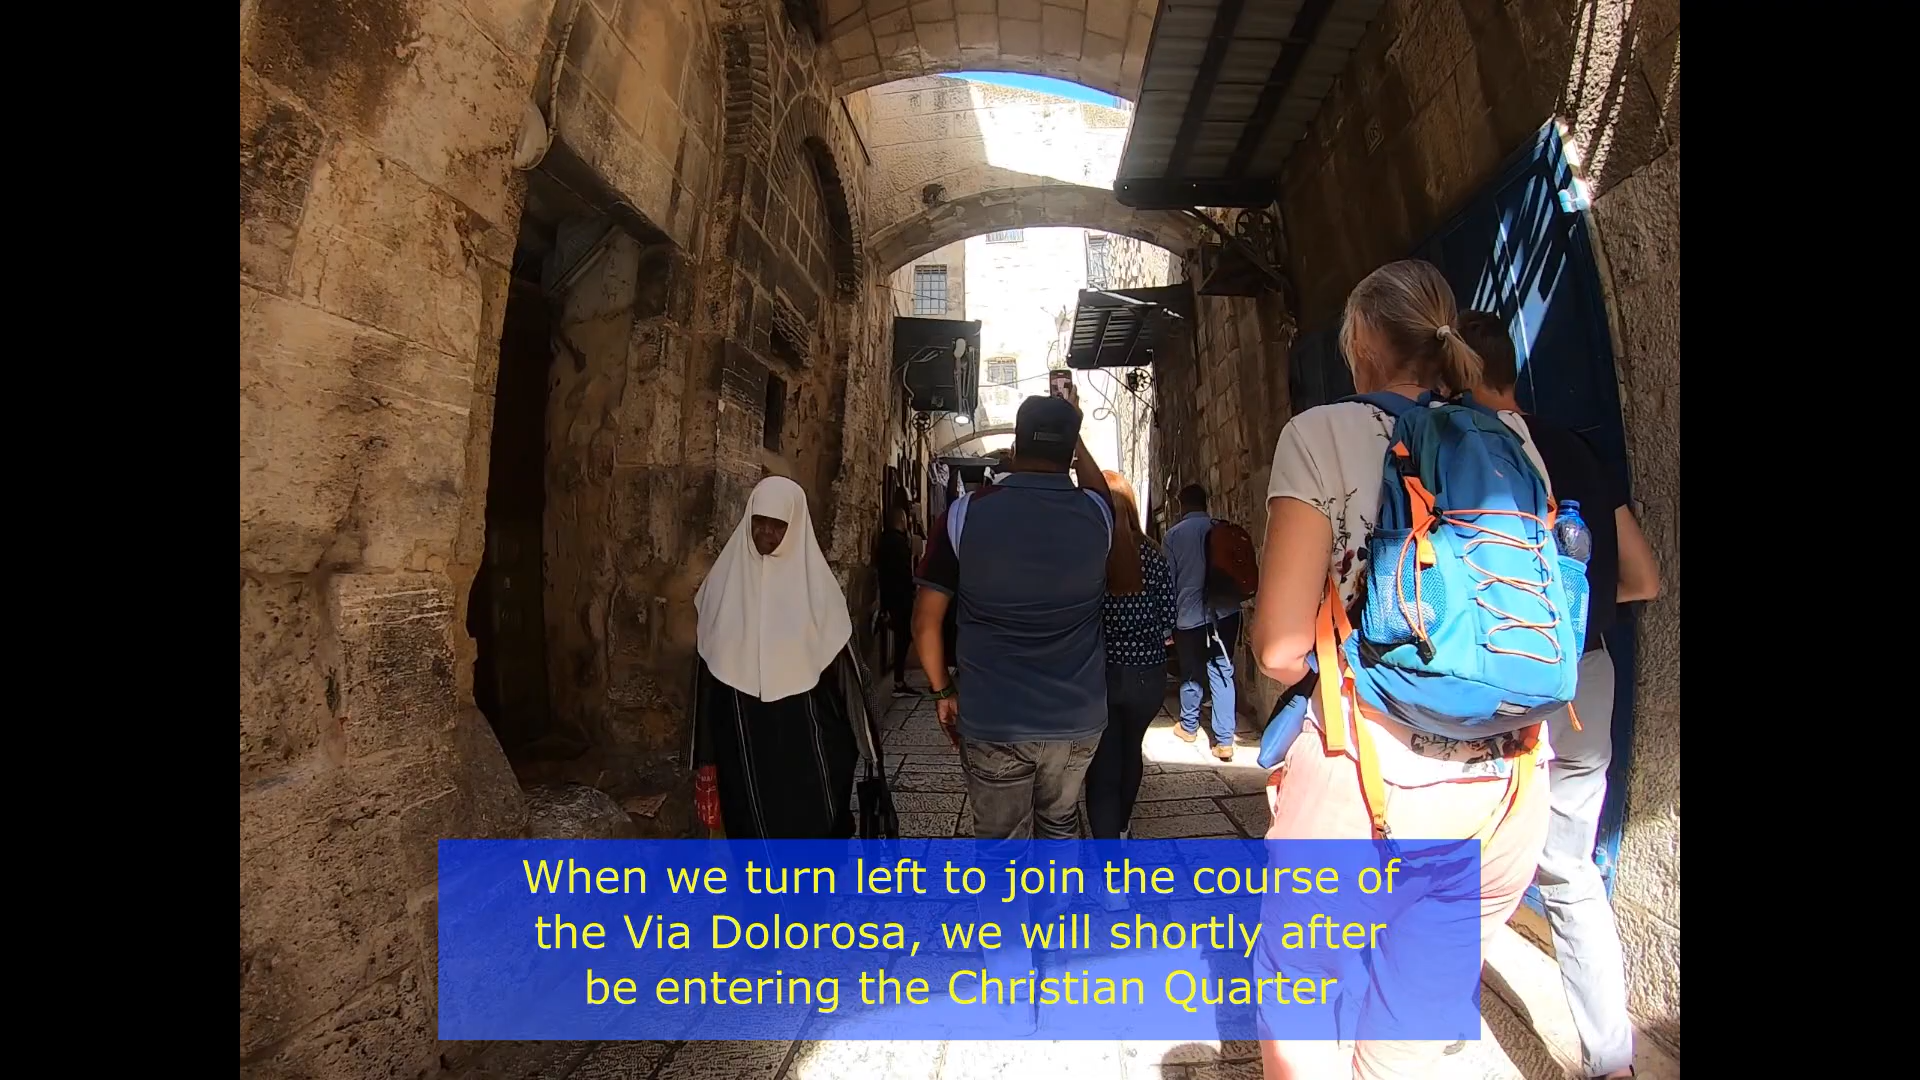 When we turn left to join the course of
the Via Dolorosa, we will shortly after
be entering the Christian Quarter